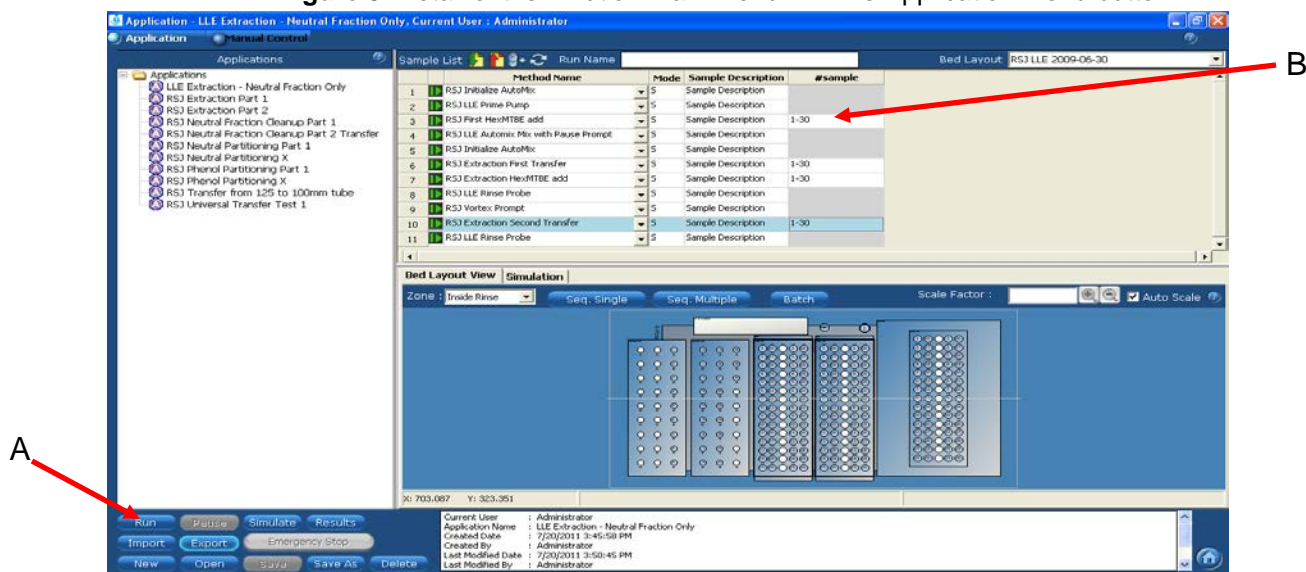 Application - LLE Extraction - Neutral Fraction Only, Current User : Administrator
Application Manual Control
Applications
Applications
LLE Extraction - Neutral Fraction Only
RSJ Extraction Part 1
RSJ Extraction Part 2
RSJ Neutral Fraction Cleanup Part 1
RSJ Neutral Fraction Cleanup Part 2 Transfer
RSJ Neutral Partitioning Part 1
RSJ Neutral Partitioning X
RSJ Phenol Partitioning Part 1
RSJ Phenol Partitioning X
RSJ Transfer from 125 to 100mm tube
RSJ Universal Transfer Test 1
Sample List Run Name Bed Layout RSJ LLE 2009-06-30
B
Method Name Mode Sample Description #sample
1 RSJ Initialize AutoMix S Sample Description
2 RSJ LLE Prime Pump S Sample Description
3 RSJ First HexMTBE add S Sample Description 1-30
4 RSJ LLE Automix Mix with Pause Prompt S Sample Description
5 RSJ Initialize AutoMix S Sample Description
6 RSJ Extraction First Transfer S Sample Description 1-30
7 RSJ Extraction HexMTBE add S Sample Description 1-30
8 RSJ LLE Rinse Probe S Sample Description
9 RSJ Vortex Prompt S Sample Description
10 RSJ Extraction Second Transfer S Sample Description 1-30
11 RSJ LLE Rinse Probe S Sample Description
Bed Layout View Simulation
Zone : Inside Rinse Seq. Single Seq. Multiple Batch Scale Factor : Auto Scale
X: 703.087 Y: 323.351
A
Run Pause Simulate Results
Import Export Emergency Stop
New Open Save Save As Delete
Current User : Administrator
Application Name : LLE Extraction - Neutral Fraction Only
Created Date : 7/20/2011 3:45:58 PM
Created By : Administrator
Last Modified Date : 7/20/2011 3:50:45 PM
Last Modified By : Administrator